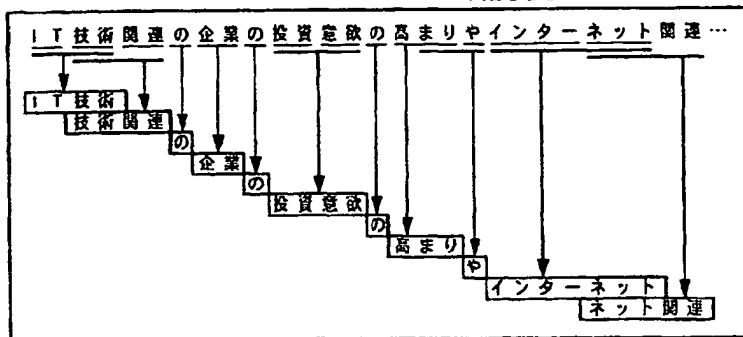 IT技術関連の企業の投資意欲の高まりやインターネット関連…
IT技術
技術関連
の
企業
の
投資意欲
の
高まり
や
インターネット
ネット関連